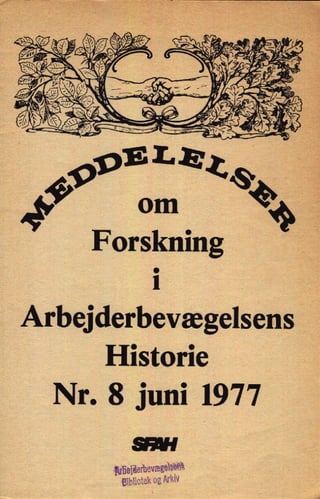 MEDDELELSER
om
Forskning
i
Arbejderbevægelsens
Historie
Nr. 8 juni 1977
SFAH
Arbejderbevægelsens
Bibliotek og Arkiv